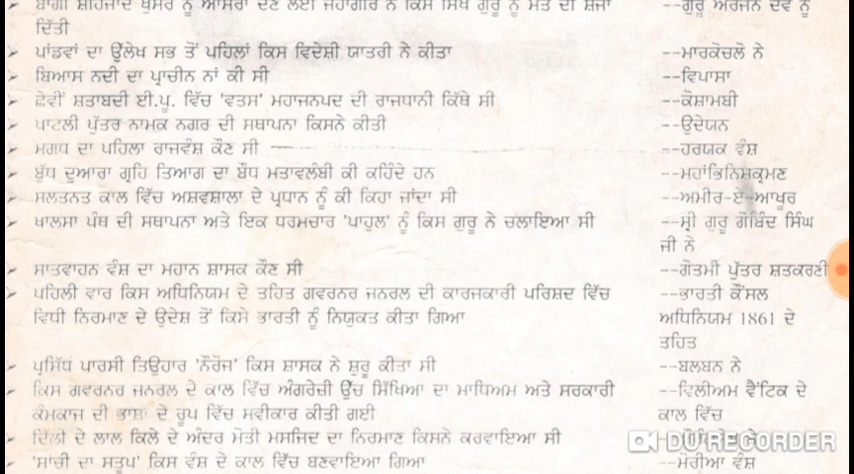 ਬਾਗੀ ਸ਼ਹਿਜਾਦੇ ਖੁਸਰੋ ਨੂੰ ਆਸਰਾ ਦੇਣ ਲਈ ਜਹਾਂਗੀਰ ਨੇ ਕਿਸ ਸਿੱਖ ਗੁਰੂ ਨੂੰ ਮੌਤ ਦੀ ਸਜ਼ਾ --ਗੁਰੂ ਅਰਜਨ ਦੇਵ ਨੂੰ
ਦਿੱਤੀ
➤ ਪਾਂਡਵਾਂ ਦਾ ਉੱਲੇਖ ਸਭ ਤੋਂ ਪਹਿਲਾਂ ਕਿਸ ਵਿਦੇਸ਼ੀ ਯਾਤਰੀ ਨੇ ਕੀਤਾ --ਮਾਰਕੋਚਲੋ ਨੇ
➤ ਬਿਆਸ ਨਦੀ ਦਾ ਪ੍ਰਾਚੀਨ ਨਾਂ ਕੀ ਸੀ --ਵਿਪਾਸਾ
➤ ਛੇਵੀਂ ਸ਼ਤਾਬਦੀ ਈ.ਪੂ. ਵਿੱਚ 'ਵਤਸ' ਮਹਾਜਨਪਦ ਦੀ ਰਾਜਧਾਨੀ ਕਿੱਥੇ ਸੀ --ਕੋਸ਼ਾਮਬੀ
➤ ਪਾਟਲੀ ਪੁੱਤਰ ਨਾਮਕ ਨਗਰ ਦੀ ਸਥਾਪਨਾ ਕਿਸਨੇ ਕੀਤੀ --ਉਦੇਯਨ
➤ ਮਗਧ ਦਾ ਪਹਿਲਾ ਰਾਜਵੰਸ਼ ਕੌਣ ਸੀ --ਹਰਯਕ ਵੰਸ਼
➤ ਬੁੱਧ ਦੁਆਰਾ ਗ੍ਰਹਿ ਤਿਆਗ ਦਾ ਬੌਧ ਮਤਾਵਲੰਬੀ ਕੀ ਕਹਿੰਦੇ ਹਨ --ਮਹਾਂਭਿਨਿਸ਼ਕ੍ਰਮਣ
➤ ਸਲਤਨਤ ਕਾਲ ਵਿੱਚ ਅਸ਼ਵਸ਼ਾਲਾ ਦੇ ਪ੍ਰਧਾਨ ਨੂੰ ਕੀ ਕਿਹਾ ਜਾਂਦਾ ਸੀ --ਅਮੀਰ-ਏ-ਆਖੂਰ
➤ ਖਾਲਸਾ ਪੰਥ ਦੀ ਸਥਾਪਨਾ ਅਤੇ ਇਕ ਧਰਮਚਾਰ 'ਪਾਹੁਲ' ਨੂੰ ਕਿਸ ਗੁਰੂ ਨੇ ਚਲਾਇਆ ਸੀ --ਸ੍ਰੀ ਗੁਰੂ ਗੋਬਿੰਦ ਸਿੰਘ
ਜੀ ਨੇ
➤ ਸਾਤਵਾਹਨ ਵੰਸ਼ ਦਾ ਮਹਾਨ ਸ਼ਾਸਕ ਕੌਣ ਸੀ --ਗੋਤਮੀ ਪੁੱਤਰ ਸ਼ਤਕਰਣੀ
➤ ਪਹਿਲੀ ਵਾਰ ਕਿਸ ਅਧਿਨਿਯਮ ਦੇ ਤਹਿਤ ਗਵਰਨਰ ਜਨਰਲ ਦੀ ਕਾਰਜਕਾਰੀ ਪਰਿਸ਼ਦ ਵਿੱਚ --ਭਾਰਤੀ ਕੌਂਸਲ
ਵਿਧੀ ਨਿਰਮਾਣ ਦੇ ਉਦੇਸ਼ ਤੋਂ ਕਿਸੇ ਭਾਰਤੀ ਨੂੰ ਨਿਯੁਕਤ ਕੀਤਾ ਗਿਆ ਅਧਿਨਿਯਮ 1861 ਦੇ
ਤਹਿਤ
➤ ਪ੍ਰਸਿੱਧ ਪਾਰਸੀ ਤਿਉਹਾਰ 'ਨੌਰੋਜ' ਕਿਸ ਸ਼ਾਸਕ ਨੇ ਸ਼ੁਰੂ ਕੀਤਾ ਸੀ --ਬਲਬਨ ਨੇ
➤ ਕਿਸ ਗਵਰਨਰ ਜਨਰਲ ਦੇ ਕਾਲ ਵਿੱਚ ਅੰਗਰੇਜ਼ੀ ਉੱਚ ਸਿੱਖਿਆ ਦਾ ਮਾਧਿਅਮ ਅਤੇ ਸਰਕਾਰੀ --ਵਿਲੀਅਮ ਵੈਂਟਿਕ ਦੇ
ਕੰਮਕਾਜ ਦੀ ਭਾਸ਼ਾ ਦੇ ਰੂਪ ਵਿੱਚ ਸਵੀਕਾਰ ਕੀਤੀ ਗਈ ਕਾਲ ਵਿੱਚ
➤ ਦਿੱਲੀ ਦੇ ਲਾਲ ਕਿਲੇ ਦੇ ਅੰਦਰ ਮੋਤੀ ਮਸਜਿਦ ਦਾ ਨਿਰਮਾਣ ਕਿਸਨੇ ਕਰਵਾਇਆ ਸੀ
DU RECORDER
'ਸਾਂਚੀ ਦਾ ਸਤੂਪ' ਕਿਸ ਵੰਸ਼ ਦੇ ਕਾਲ ਵਿੱਚ ਬਣਵਾਇਆ ਗਿਆ --ਮੋਰੀਆ ਵੰਸ਼